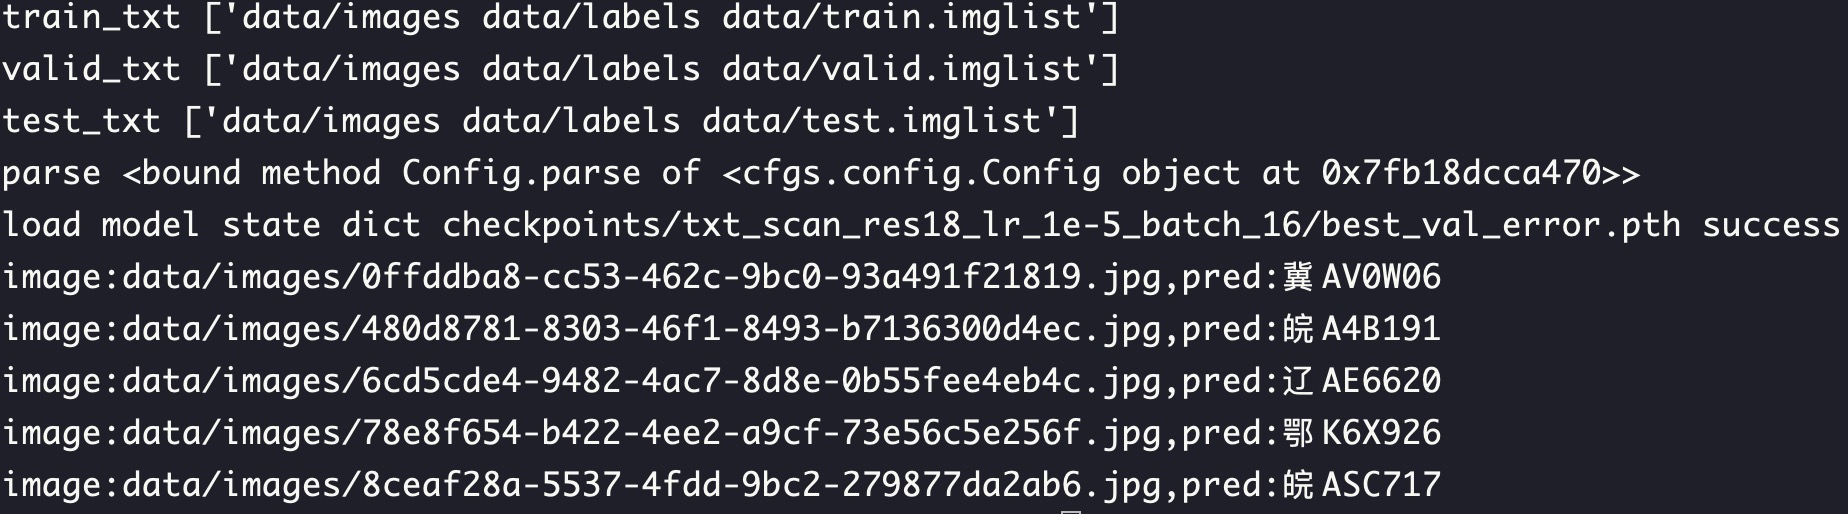 train_txt ['data/images data/labels data/train.imglist']
valid_txt ['data/images data/labels data/valid.imglist']
test_txt ['data/images data/labels data/test.imglist']
parse <bound method Config.parse of <cfgs.config.Config object at 0x7fb18dcca470>>
load model state dict checkpoints/txt_scan_res18_lr_1e-5_batch_16/best_val_error.pth success
image:data/images/0ffddba8-cc53-462c-9bc0-93a491f21819.jpg,pred:冀AV0W06
image:data/images/480d8781-8303-46f1-8493-b7136300d4ec.jpg,pred:皖A4B191
image:data/images/6cd5cde4-9482-4ac7-8d8e-0b55fee4eb4c.jpg,pred:辽AE6620
image:data/images/78e8f654-b422-4ee2-a9cf-73e56c5e256f.jpg,pred:鄂K6X926
image:data/images/8ceaf28a-5537-4fdd-9bc2-279877da2ab6.jpg,pred:皖ASC717